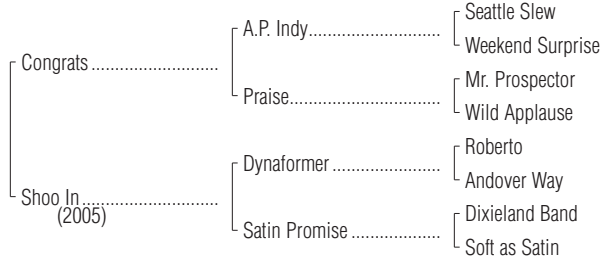 Seattle Slew
A.P. Indy..............................
Weekend Surprise
Congrats.............................
Mr. Prospector
Praise...................................
Wild Applause
Roberto
Dynaformer.........................
Andover Way
Shoo In...............................
(2005)
Dixieland Band
Satin Promise.....................
Soft as Satin